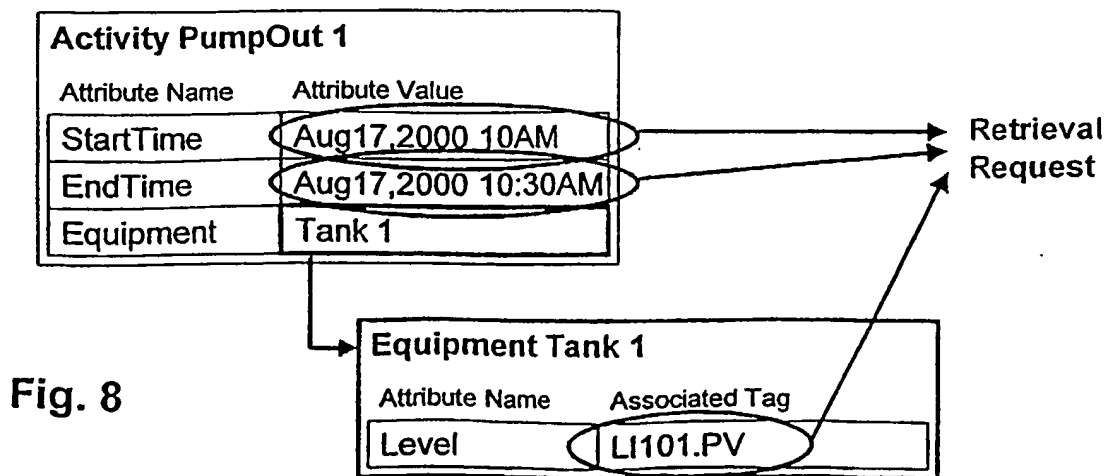 Activity PumpOut 1
Attribute Name Attribute Value
StartTime Aug17,2000 10AM
EndTime Aug17,2000 10:30AM
Equipment Tank 1
Retrieval
Request
Equipment Tank 1
Attribute Name Associated Tag
Level LI101.PV
Fig. 8